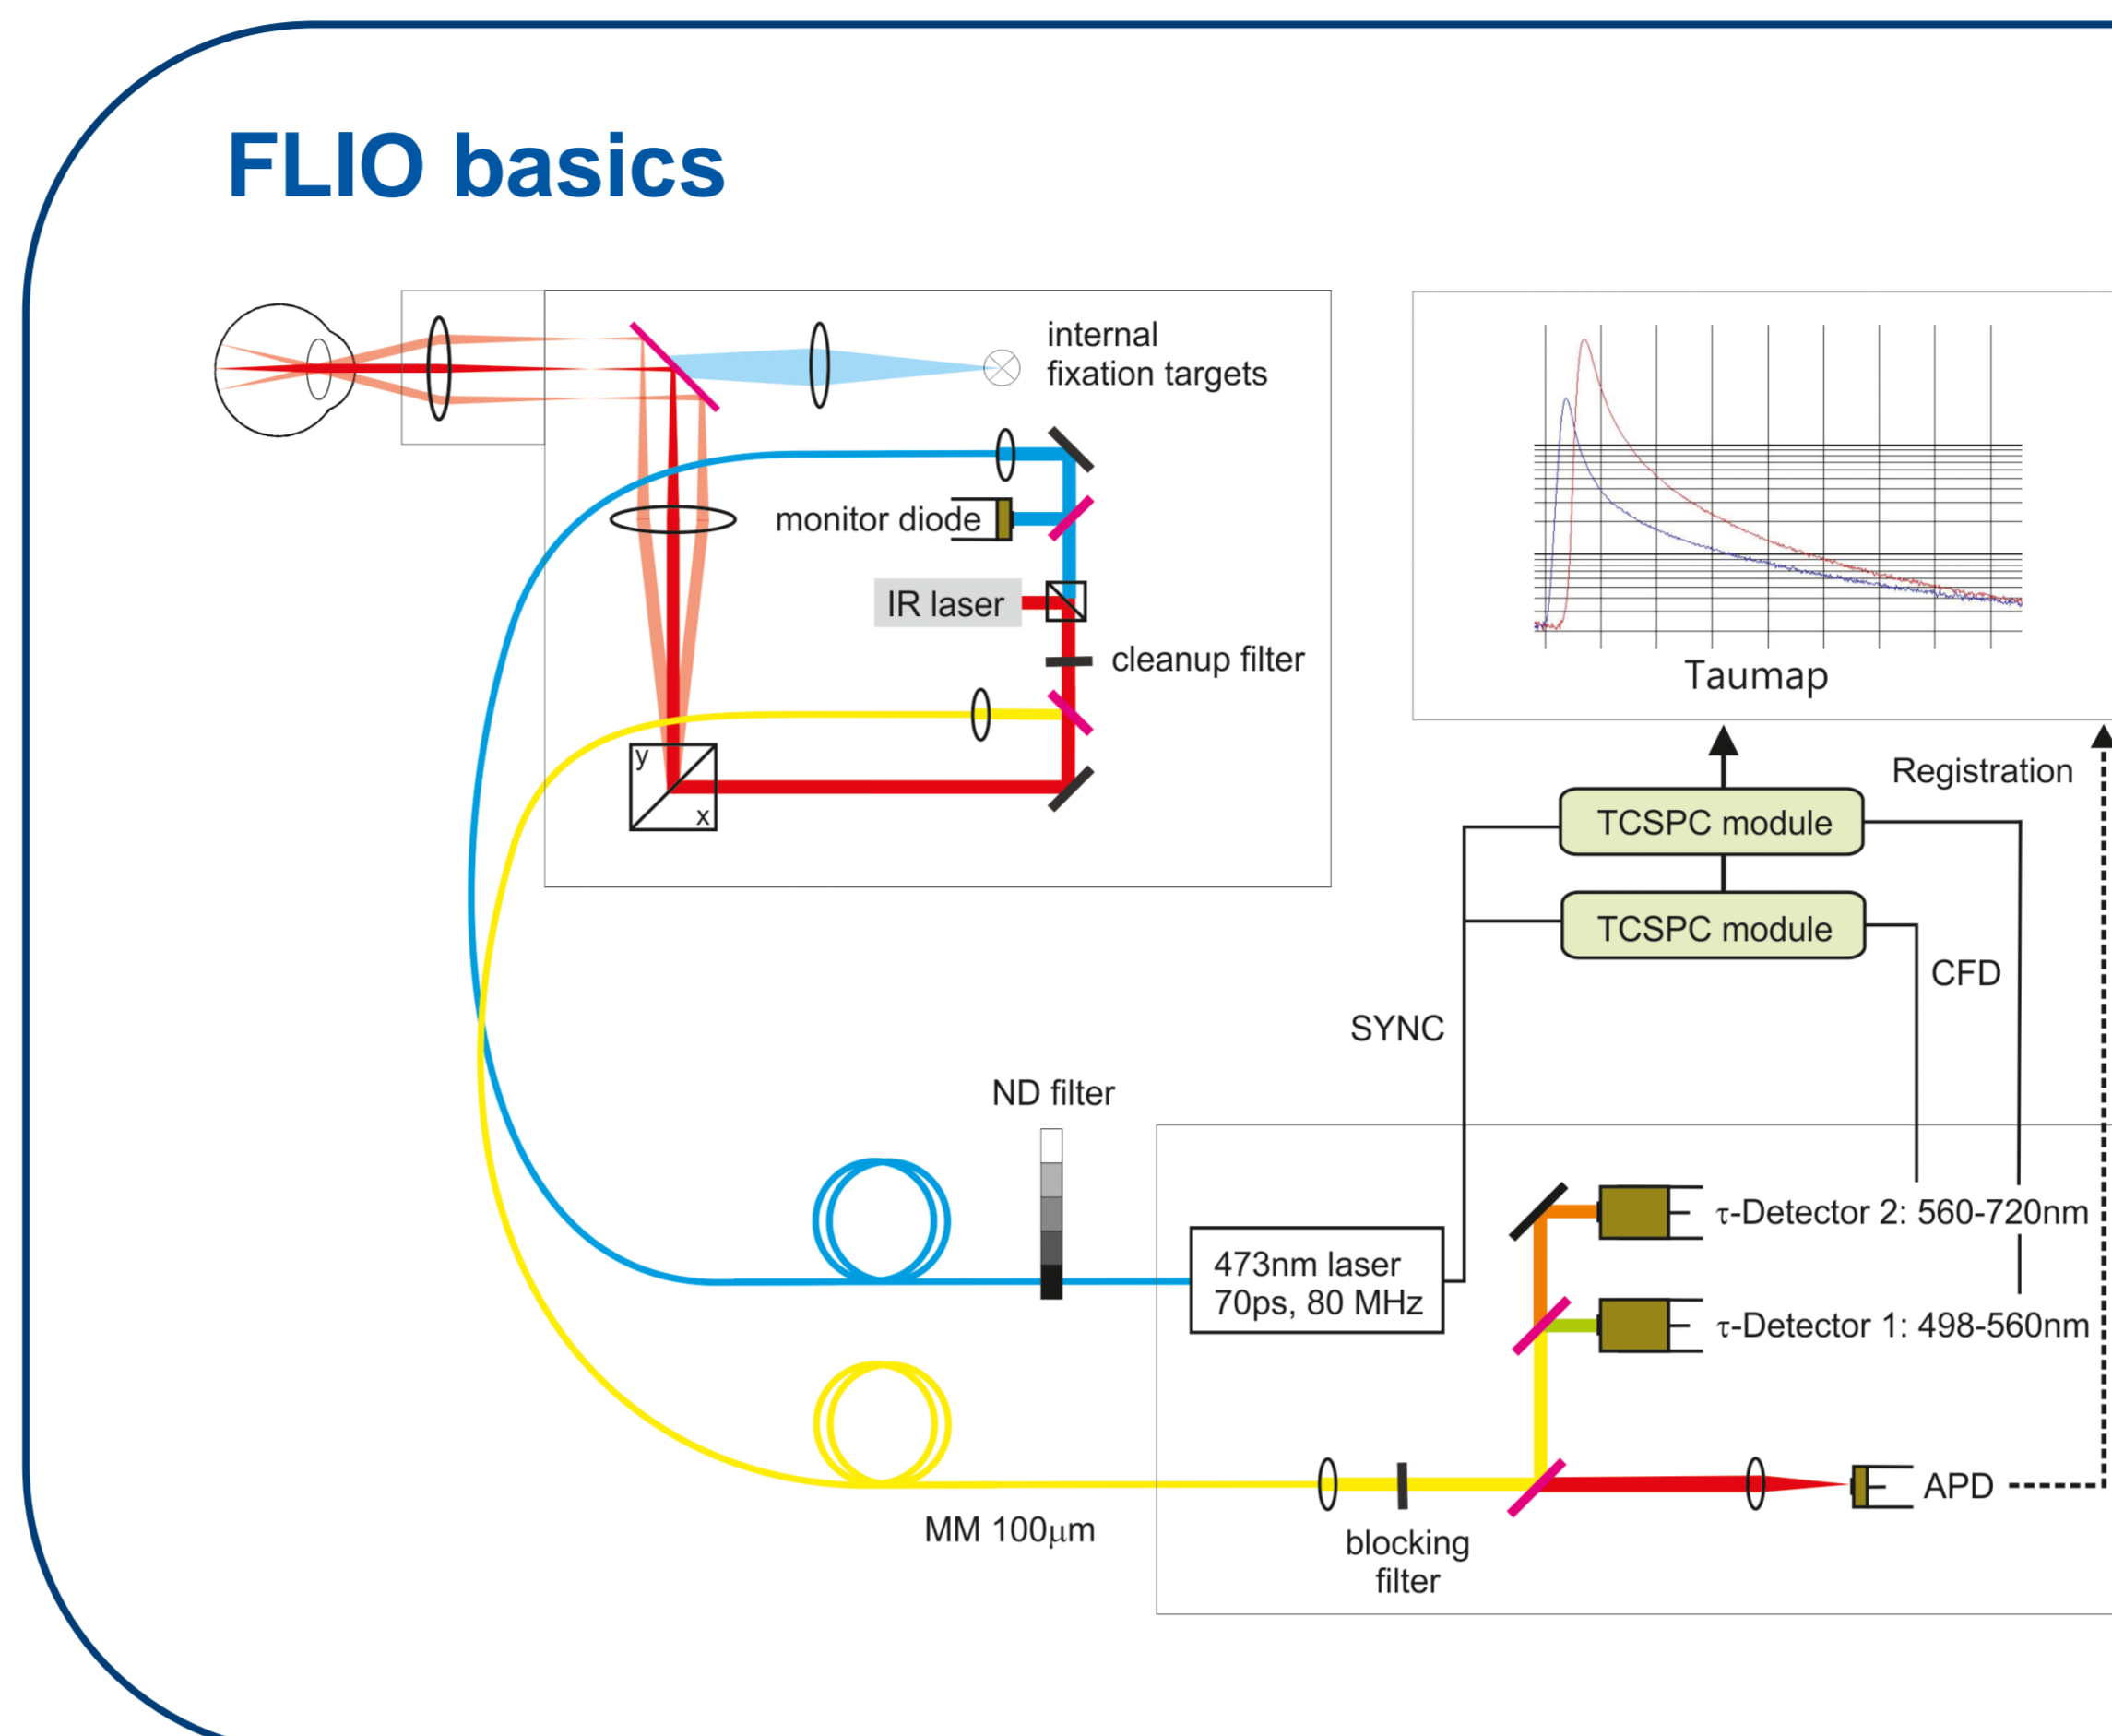 FLIO basics
internal
fixation targets
monitor diode
IR laser
cleanup filter
y
x
Taumap
Registration
TCSPC module
TCSPC module
CFD
SYNC
ND filter
473nm laser
70ps, 80 MHz
τ-Detector 2: 560-720nm
τ-Detector 1: 498-560nm
APD
MM 100μm
blocking
filter